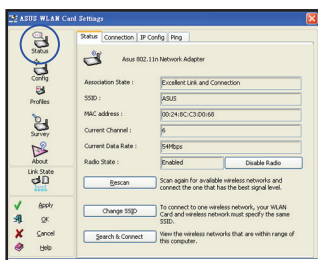 ASUS WLAN Card Settings
Status
Config
Profiles
Survey
About
Link State
Apply
OK
Cancel
Help
Status Connection IP Config Ping
Asus 802.11n Network Adapter
Association State : Excellent Link and Connection
SSID : ASUS
MAC address : 00:24:8C:C3:D0:68
Current Channel : 6
Current Data Rate : 54Mbps
Radio State : Enabled Disable Radio
Rescan Scan again for available wireless networks and
connect the one that has the best signal level.
Change SSID To connect to one wireless network, your WLAN
Card and wireless network must specify the same
SSID.
Search & Connect View the wireless networks that are within range of
this computer.